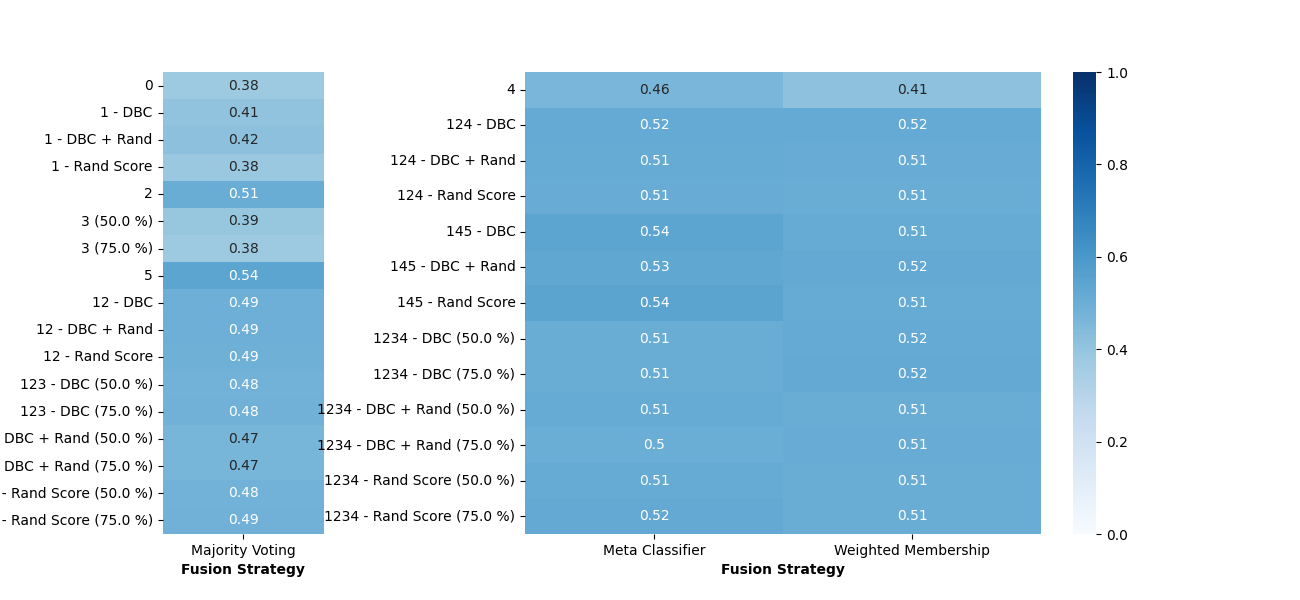 0 0.38
1 - DBC 0.41
1 - DBC + Rand 0.42
1 - Rand Score 0.38
2 0.51
3 (50.0 %) 0.39
3 (75.0 %) 0.38
5 0.54
12 - DBC 0.49
12 - DBC + Rand 0.49
12 - Rand Score 0.49
123 - DBC (50.0 %) 0.48
123 - DBC (75.0 %) 0.48
DBC + Rand (50.0 %) 0.47
DBC + Rand (75.0 %) 0.47
- Rand Score (50.0 %) 0.48
- Rand Score (75.0 %) 0.49
Majority Voting
Fusion Strategy
4 0.46 0.41
124 - DBC 0.52 0.52
124 - DBC + Rand 0.51 0.51
124 - Rand Score 0.51 0.51
145 - DBC 0.54 0.51
145 - DBC + Rand 0.53 0.52
145 - Rand Score 0.54 0.51
1234 - DBC (50.0 %) 0.51 0.52
1234 - DBC (75.0 %) 0.51 0.52
1234 - DBC + Rand (50.0 %) 0.51 0.51
1234 - DBC + Rand (75.0 %) 0.5 0.51
1234 - Rand Score (50.0 %) 0.51 0.51
1234 - Rand Score (75.0 %) 0.52 0.51
Meta Classifier Weighted Membership
Fusion Strategy
1.0
0.8
0.6
0.4
0.2
0.0